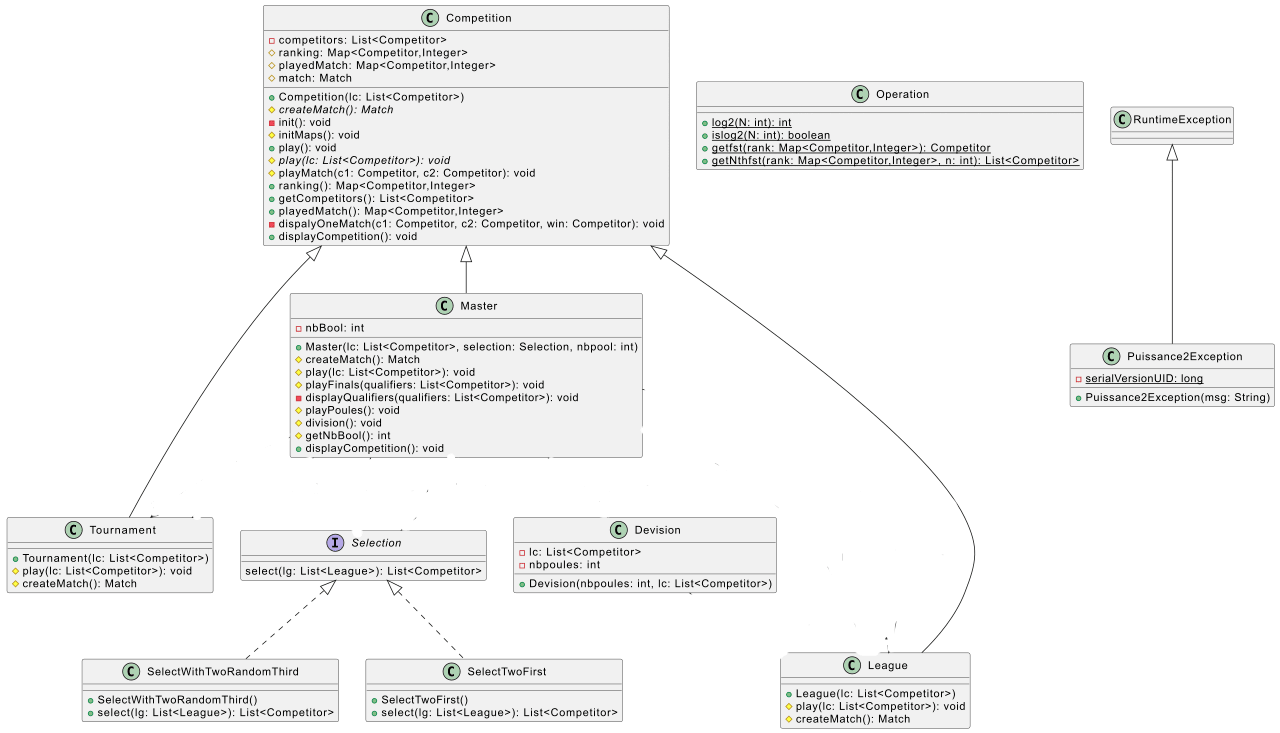 C Competition
competitors: List<Competitor>
ranking: Map<Competitor,Integer>
playedMatch: Map<Competitor,Integer>
match: Match
Competition(lc: List<Competitor>)
createMatch(): Match
init(): void
initMaps(): void
play(): void
play(lc: List<Competitor>): void
playMatch(c1: Competitor, c2: Competitor): void
ranking(): Map<Competitor,Integer>
getCompetitors(): List<Competitor>
playedMatch(): Map<Competitor,Integer>
dispalyOneMatch(c1: Competitor, c2: Competitor, win: Competitor): void
displayCompetition(): void
C Operation
log2(N: int): int
islog2(N: int): boolean
getfst(rank: Map<Competitor,Integer>): Competitor
getNthfst(rank: Map<Competitor,Integer>, n: int): List<Competitor>
C RuntimeException
C Master
nbBool: int
Master(lc: List<Competitor>, selection: Selection, nbpool: int)
createMatch(): Match
play(lc: List<Competitor>): void
playFinals(qualifiers: List<Competitor>): void
displayQualifiers(qualifiers: List<Competitor>): void
playPoules(): void
division(): void
getNbBool(): int
displayCompetition(): void
C Puissance2Exception
serialVersionUID: long
Puissance2Exception(msg: String)
C Tournament
Tournament(lc: List<Competitor>)
play(lc: List<Competitor>): void
createMatch(): Match
I Selection
select(lg: List<League>): List<Competitor>
C Devision
lc: List<Competitor>
nbpoules: int
Devision(nbpoules: int, lc: List<Competitor>)
C SelectWithTwoRandomThird
SelectWithTwoRandomThird()
select(lg: List<League>): List<Competitor>
C SelectTwoFirst
SelectTwoFirst()
select(lg: List<League>): List<Competitor>
C League
League(lc: List<Competitor>)
play(lc: List<Competitor>): void
createMatch(): Match